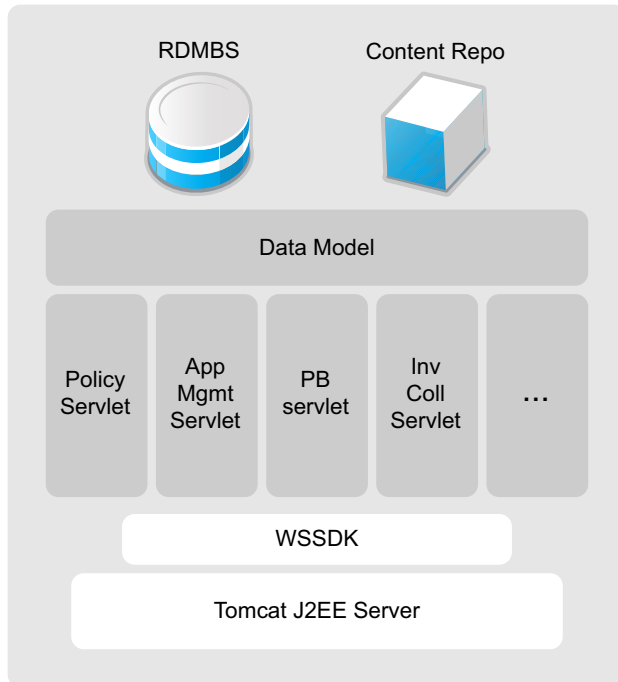 RDMBS
Content Repo
Data Model
Policy
Servlet
App
Mgmt
Servlet
PB
servlet
Inv
Coll
Servlet
...
WSSDK
Tomcat J2EE Server